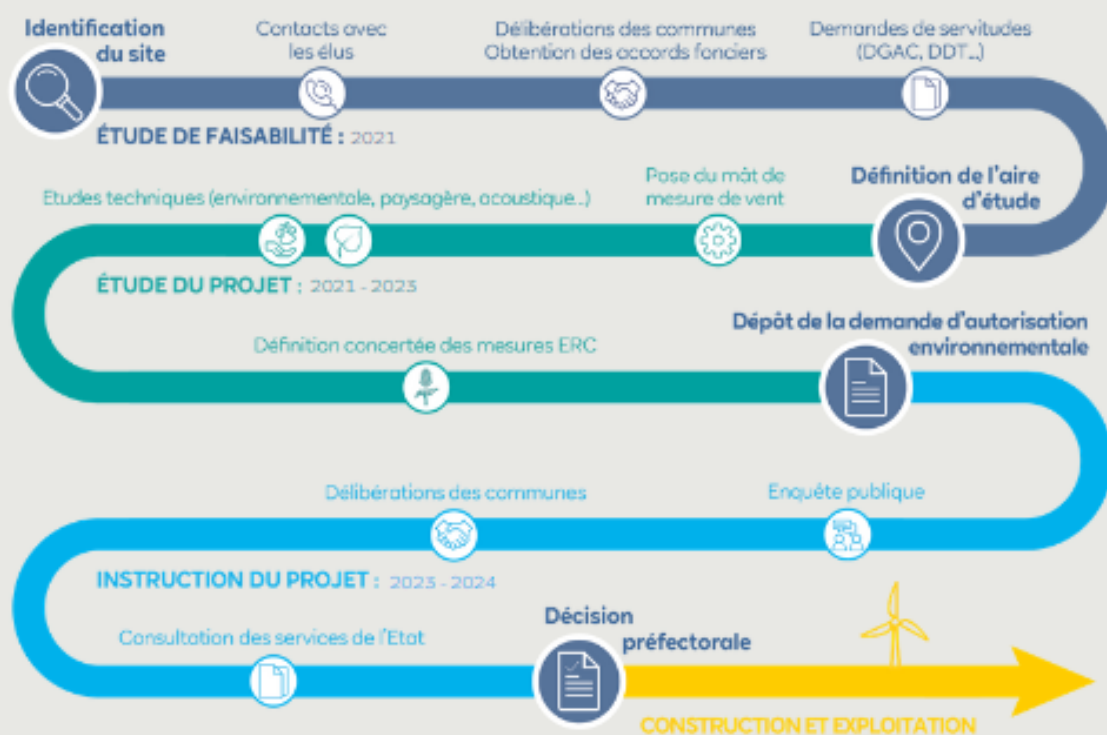 Identification
du site
Contacts avec
les élus
Délibérations des communes
Obtention des accords fonciers
Demandes de servitudes
(DGAC, DDT...)
ÉTUDE DE FAISABILITÉ : 2021
Etudes techniques (environnementale, paysagère, acoustique...)
Pose du mât de
mesure de vent
Définition de l'aire
d'étude
ÉTUDE DU PROJET : 2021 - 2023
Définition concertée des mesures ERC
Dépôt de la demande d'autorisation
environnementale
Délibérations des communes
Enquête publique
INSTRUCTION DU PROJET : 2023 - 2024
Consultation des services de l'Etat
Décision
préfectorale
CONSTRUCTION ET EXPLOITATION